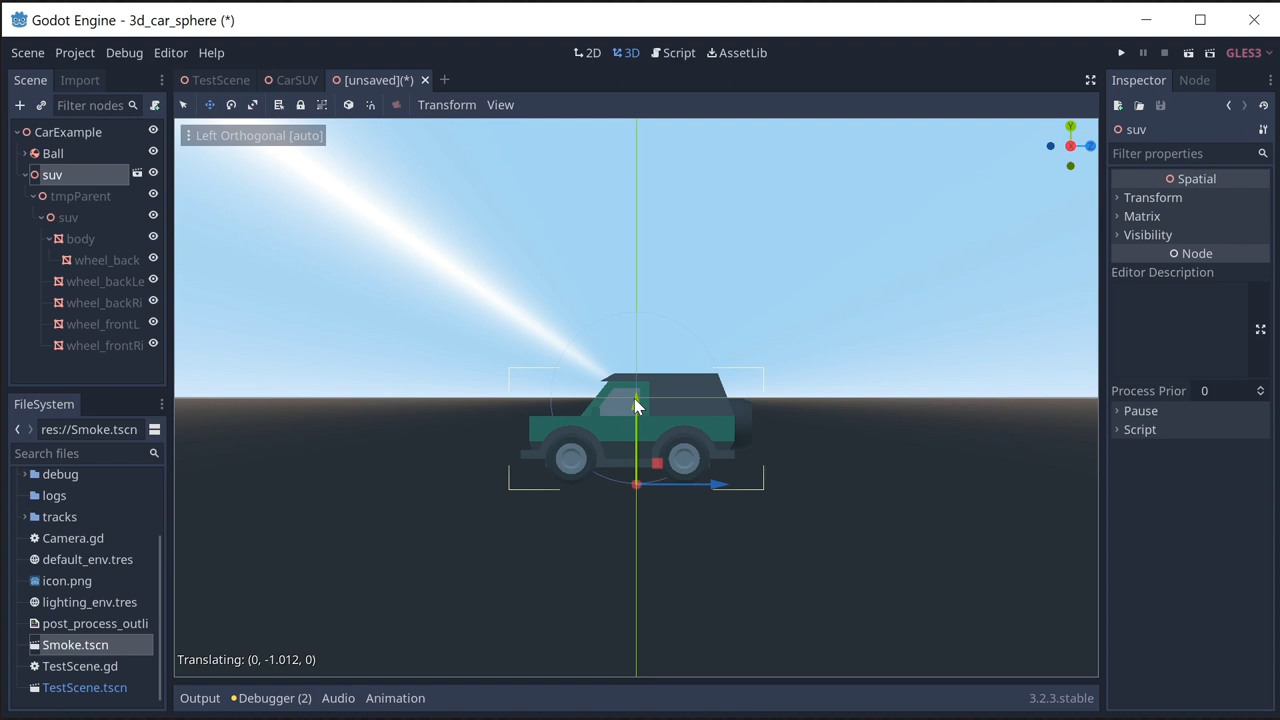 Godot Engine - 3d_car_sphere (*)
Scene Project Debug Editor Help
2D 3D Script AssetLib
GLES3
Scene Import
TestScene CarSUV [unsaved](*)
Inspector Node
Filter nodes
Transform View
Left Orthogonal [auto]
Y
Z
CarExample
Ball
suv
tmpParent
suv
body
wheel_back
wheel_backLe
wheel_backRi
wheel_frontL
wheel_frontRi
suv
Filter properties
Spatial
Transform
Matrix
Visibility
Node
Editor Description
Process Prior 0
Pause
Script
FileSystem
res://Smoke.tscn
Search files
debug
logs
tracks
Camera.gd
default_env.tres
icon.png
lighting_env.tres
post_process_outli
Smoke.tscn
TestScene.gd
TestScene.tscn
Translating: (0, -1.012, 0)
Output Debugger (2) Audio Animation
3.2.3.stable